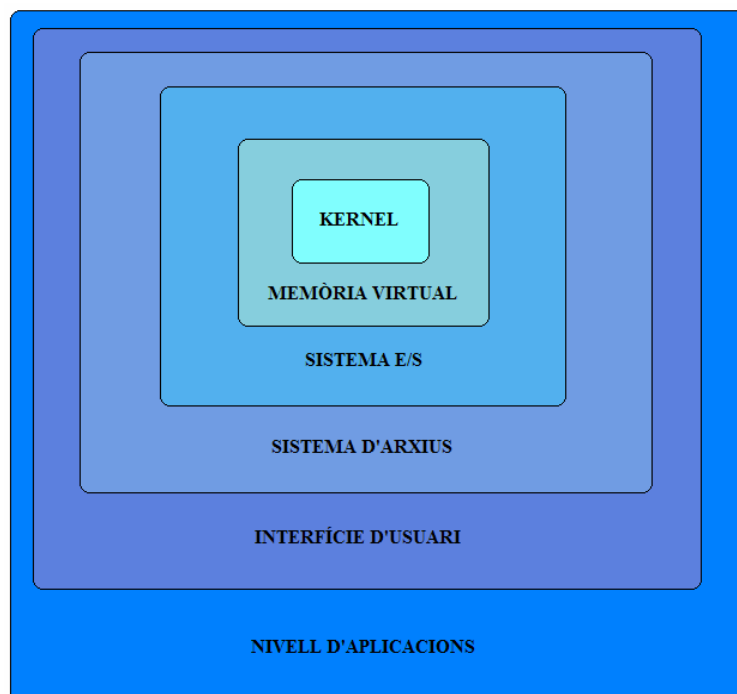 KERNEL
MEMÒRIA VIRTUAL
SISTEMA E/S
SISTEMA D'ARXIUS
INTERFÍCIE D'USUARI
NIVELL D'APLICACIONS